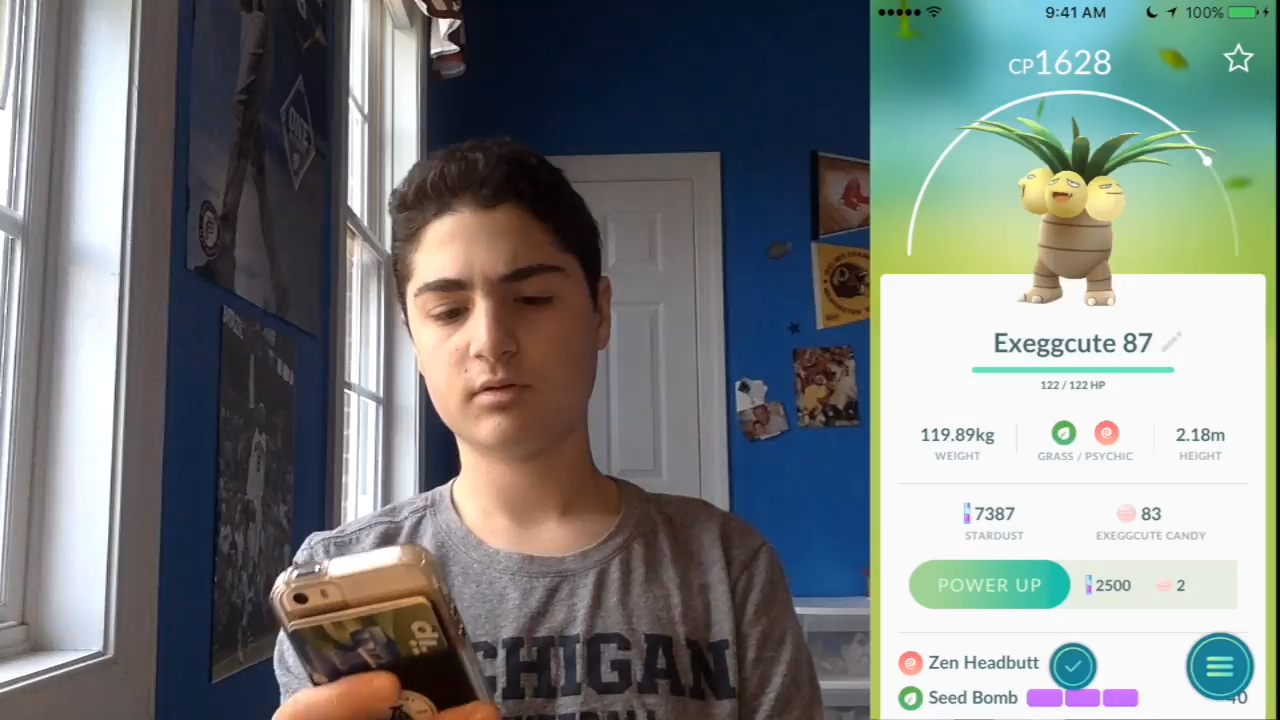 9:41 AM
100%
CP1628
Exeggcute 87
122 / 122 HP
119.89kg
WEIGHT
GRASS / PSYCHIC
2.18m
HEIGHT
7387
STARDUST
83
EXEGGCUTE CANDY
POWER UP
2500
2
Zen Headbutt
Seed Bomb
40
CHIGAN